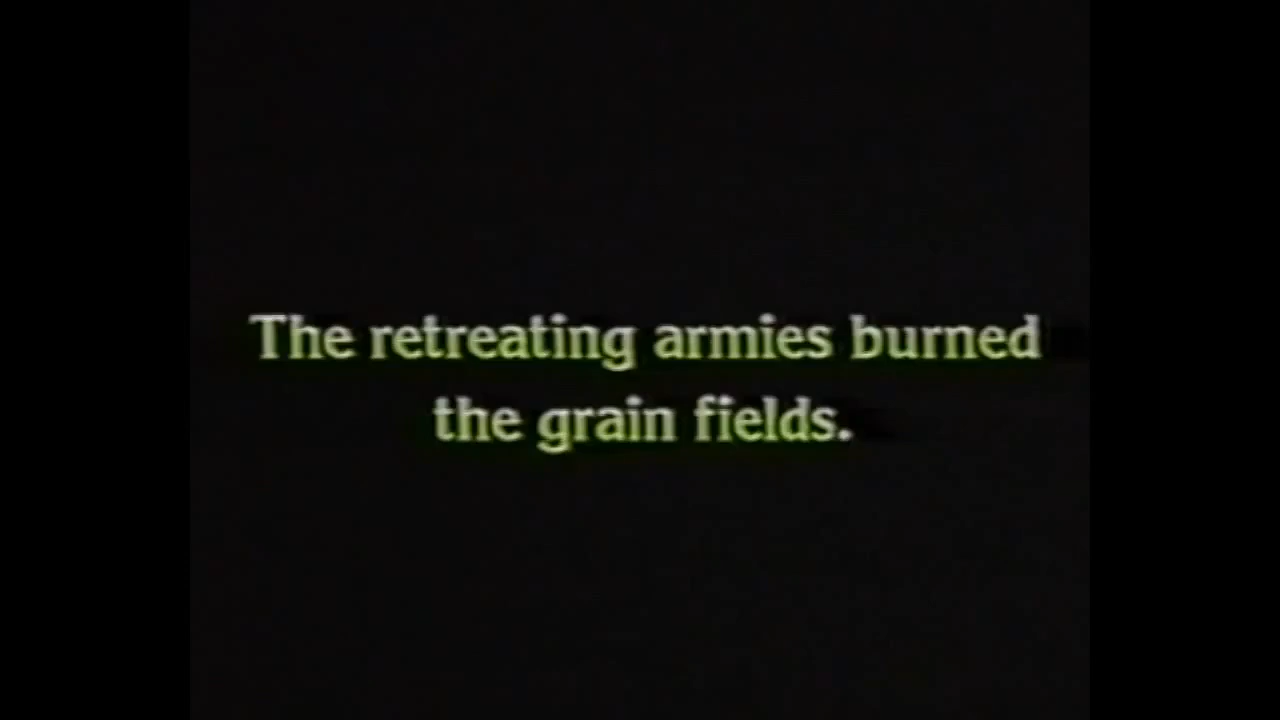 The retreating armies burned
the grain fields.